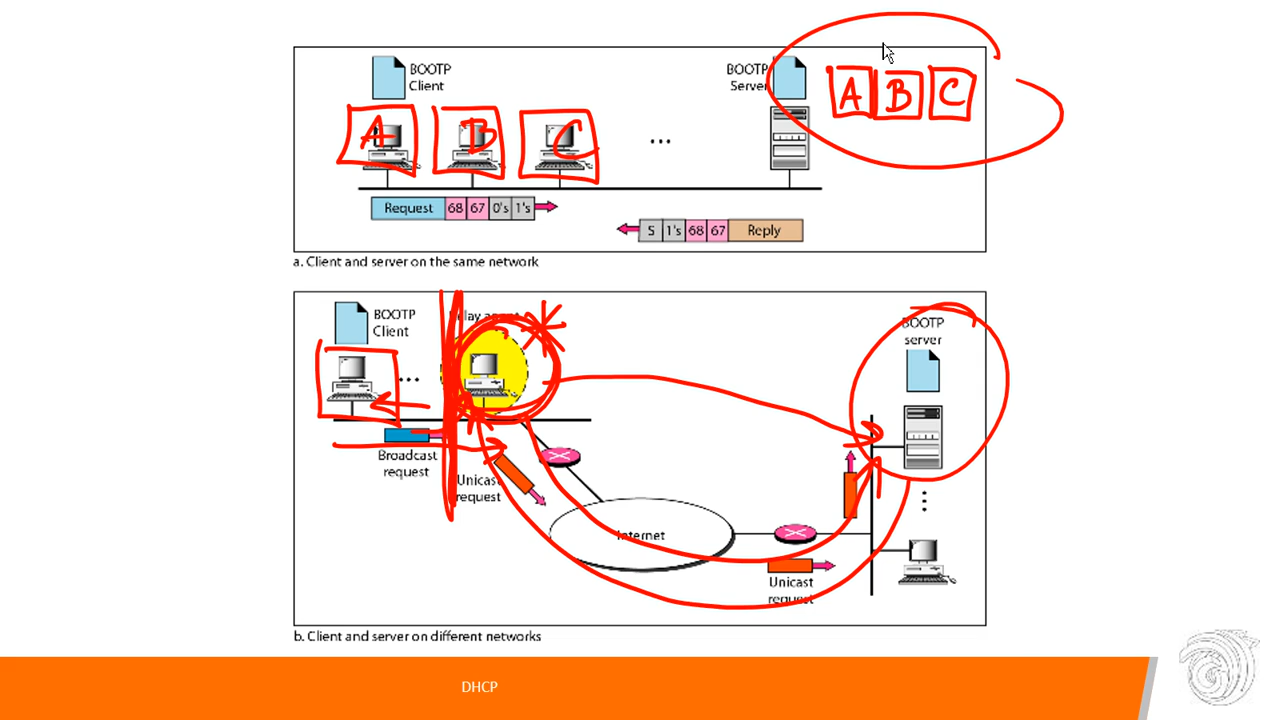 BOOTP
Client
BOOTP
Server
A B C
A B C
...
Request 68 67 0's 1's
S 1's 68 67 Reply
a. Client and server on the same network
BOOTP
Client
BOOTP
server
...
Broadcast
request
Unicast
request
Internet
Unicast
request
b. Client and server on different networks
DHCP